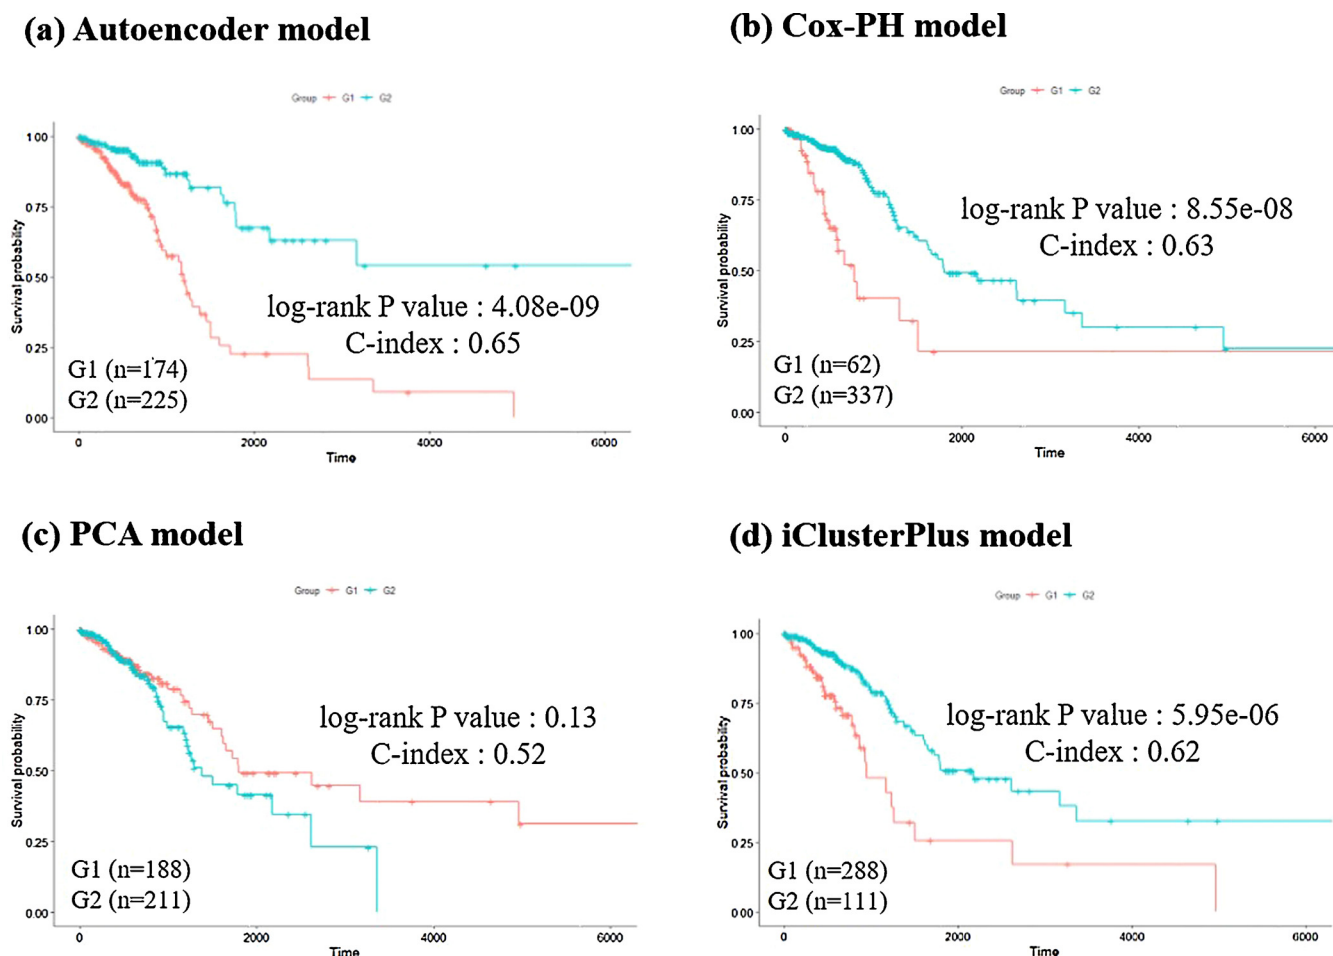 (a) Autoencoder model
Group G1 G2
1.00
0.75
0.50
0.25
0.00
Survival probability
log-rank P value : 4.08e-09
C-index : 0.65
G1 (n=174)
G2 (n=225)
0 2000 4000 6000
Time
(b) Cox-PH model
Group G1 G2
1.00
0.75
0.50
0.25
0.00
Survival probability
log-rank P value : 8.55e-08
C-index : 0.63
G1 (n=62)
G2 (n=337)
0 2000 4000 6000
Time
(c) PCA model
Group G1 G2
1.00
0.75
0.50
0.25
0.00
Survival probability
log-rank P value : 0.13
C-index : 0.52
G1 (n=188)
G2 (n=211)
0 2000 4000 6000
Time
(d) iClusterPlus model
Group G1 G2
1.00
0.75
0.50
0.25
0.00
Survival probability
log-rank P value : 5.95e-06
C-index : 0.62
G1 (n=288)
G2 (n=111)
0 2000 4000 6000
Time